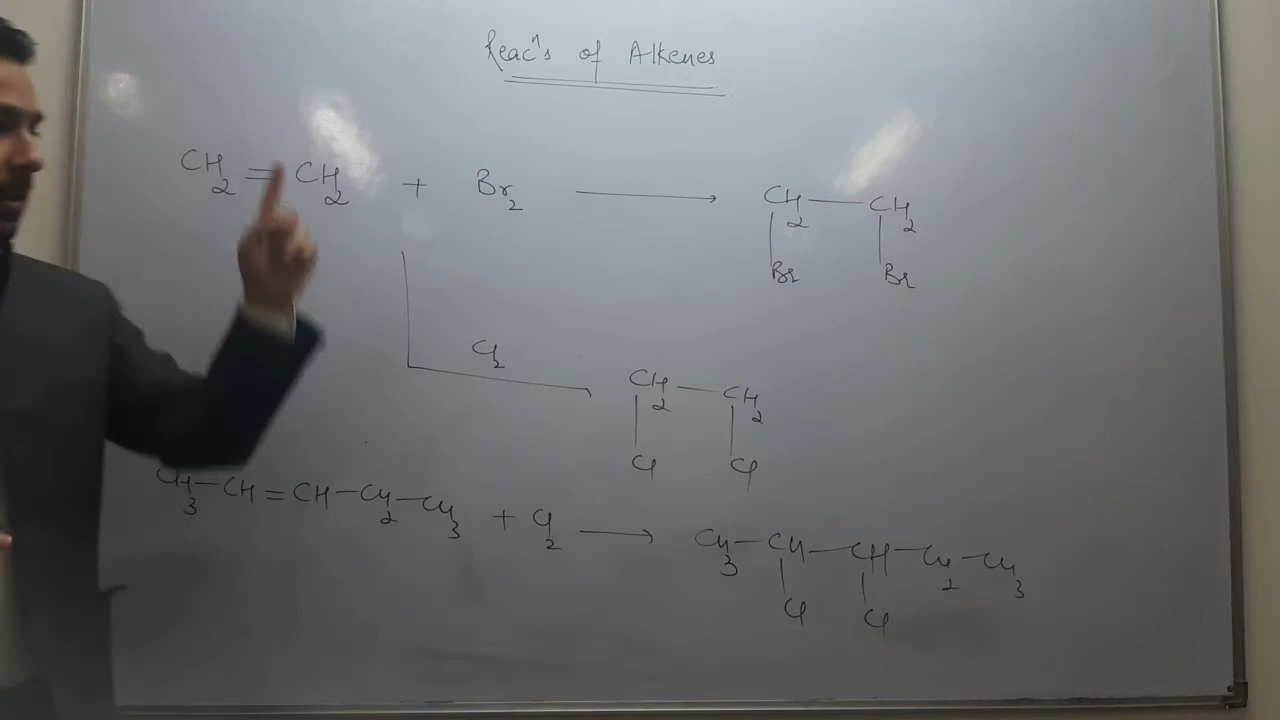 Reacⁿs of Alkenes
CH₂ = CH₂ + Br₂ ⟶ CH₂ — CH₂
Br Br
Cl₂
CH₂ — CH₂
Cl Cl
CH₃ — CH = CH — CH₂ — CH₃ + Cl₂ ⟶ CH₃ — CH — CH — CH₂ — CH₃
Cl Cl